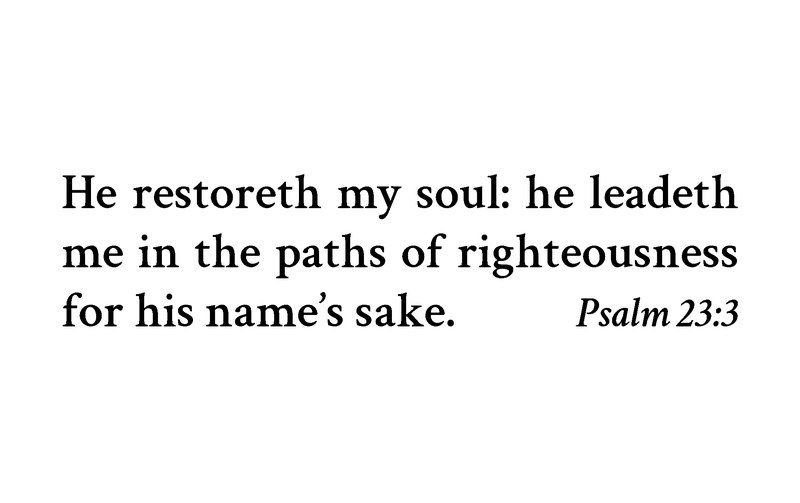 He restoreth my soul: he leadeth
me in the paths of righteousness
for his name’s sake. Psalm 23:3